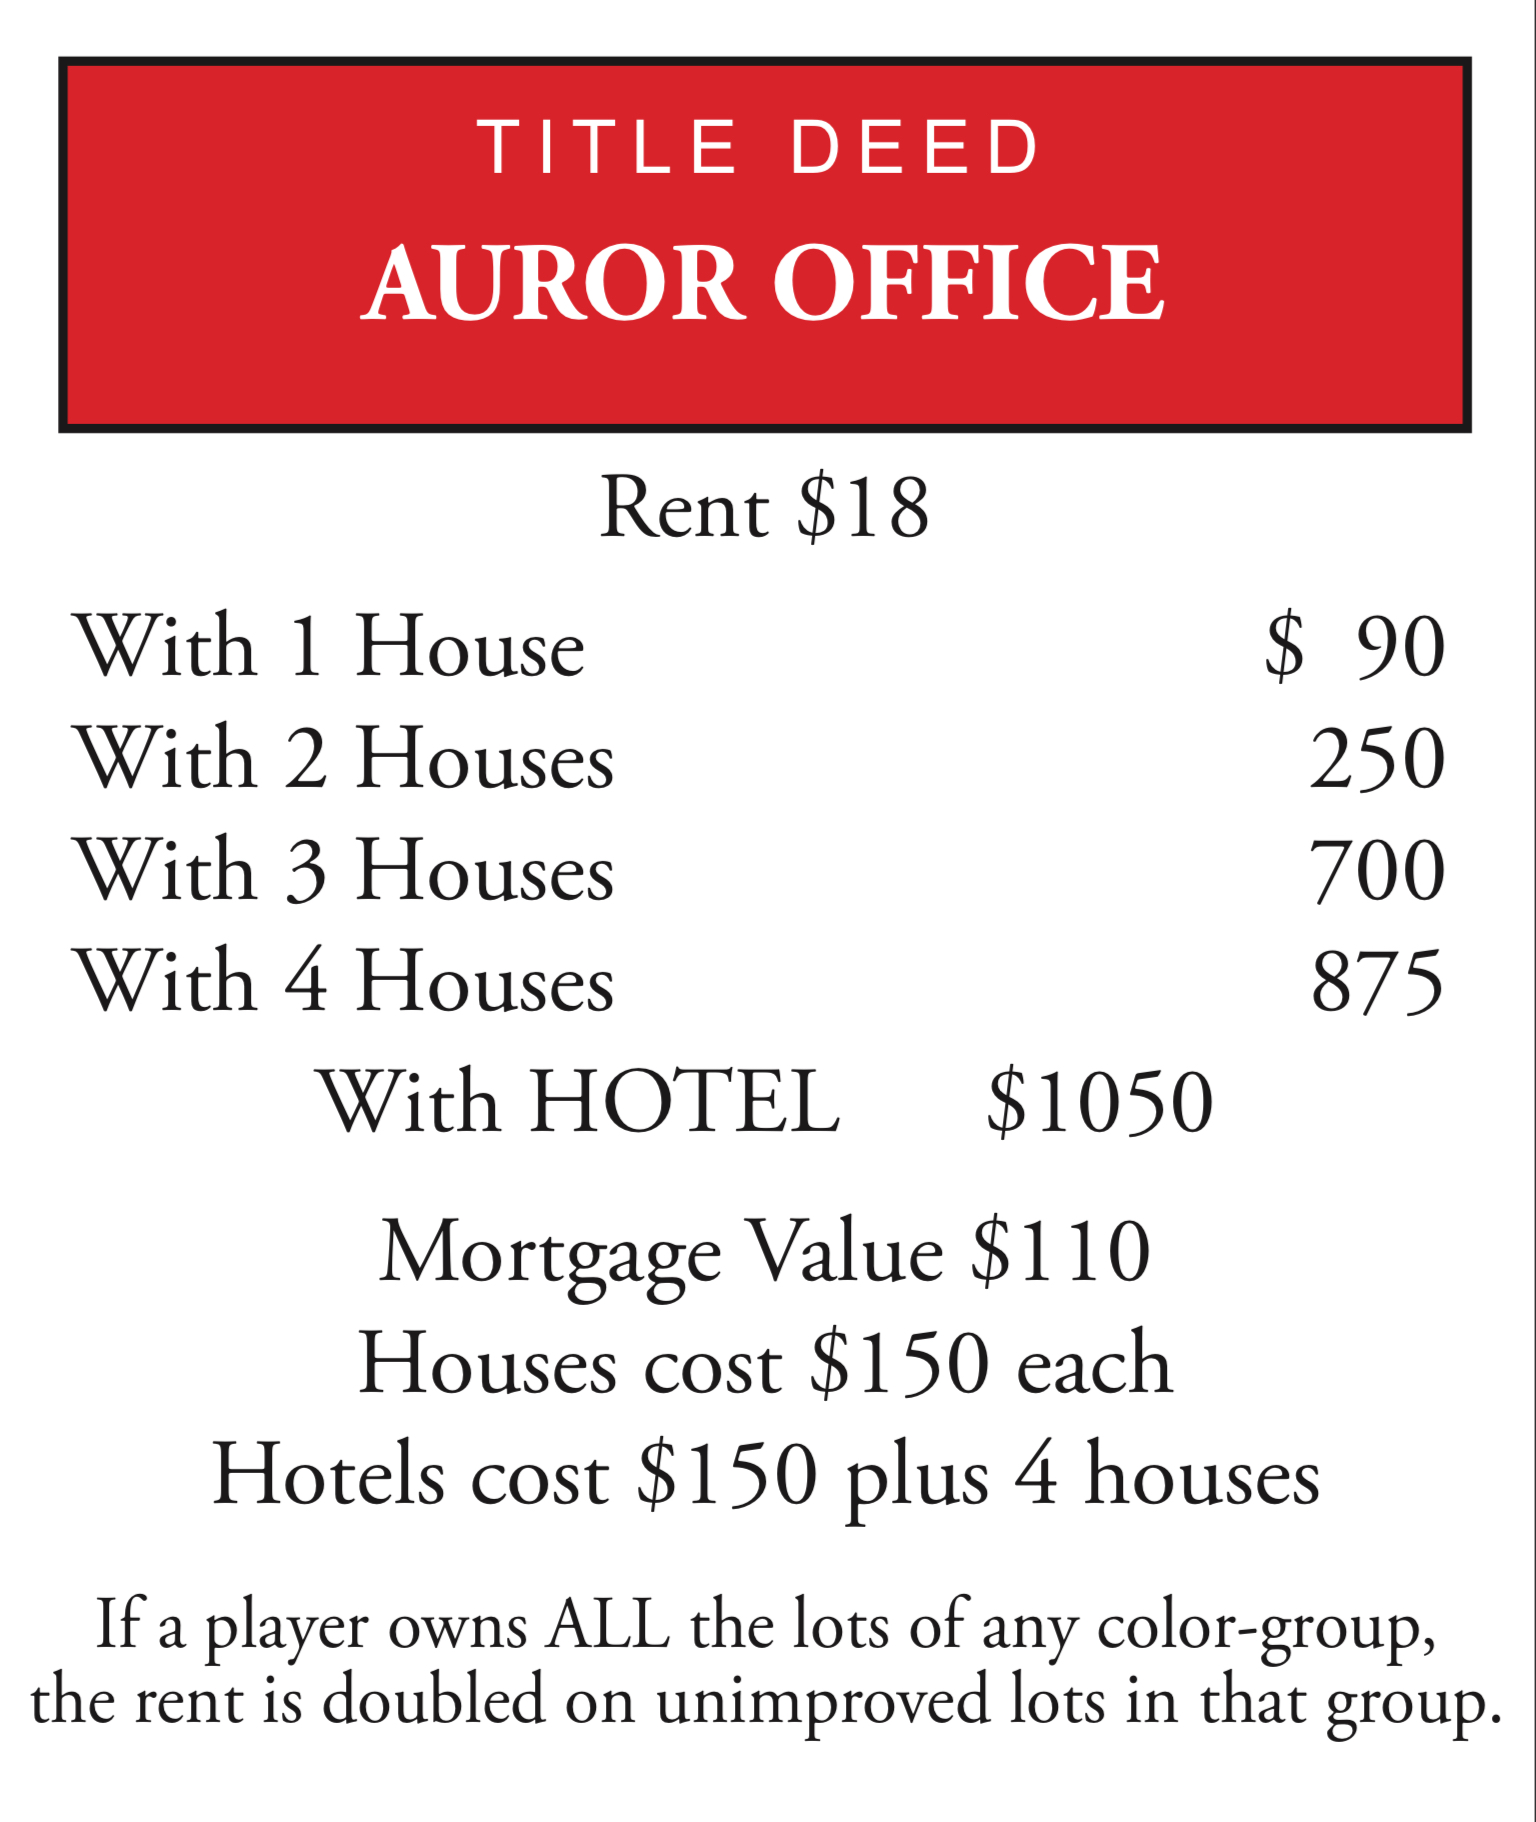 TITLE DEED
AUROR OFFICE
Rent $18
With 1 House $ 90
With 2 Houses 250
With 3 Houses 700
With 4 Houses 875
With HOTEL $1050
Mortgage Value $110
Houses cost $150 each
Hotels cost $150 plus 4 houses
If a player owns ALL the lots of any color-group,
the rent is doubled on unimproved lots in that group.